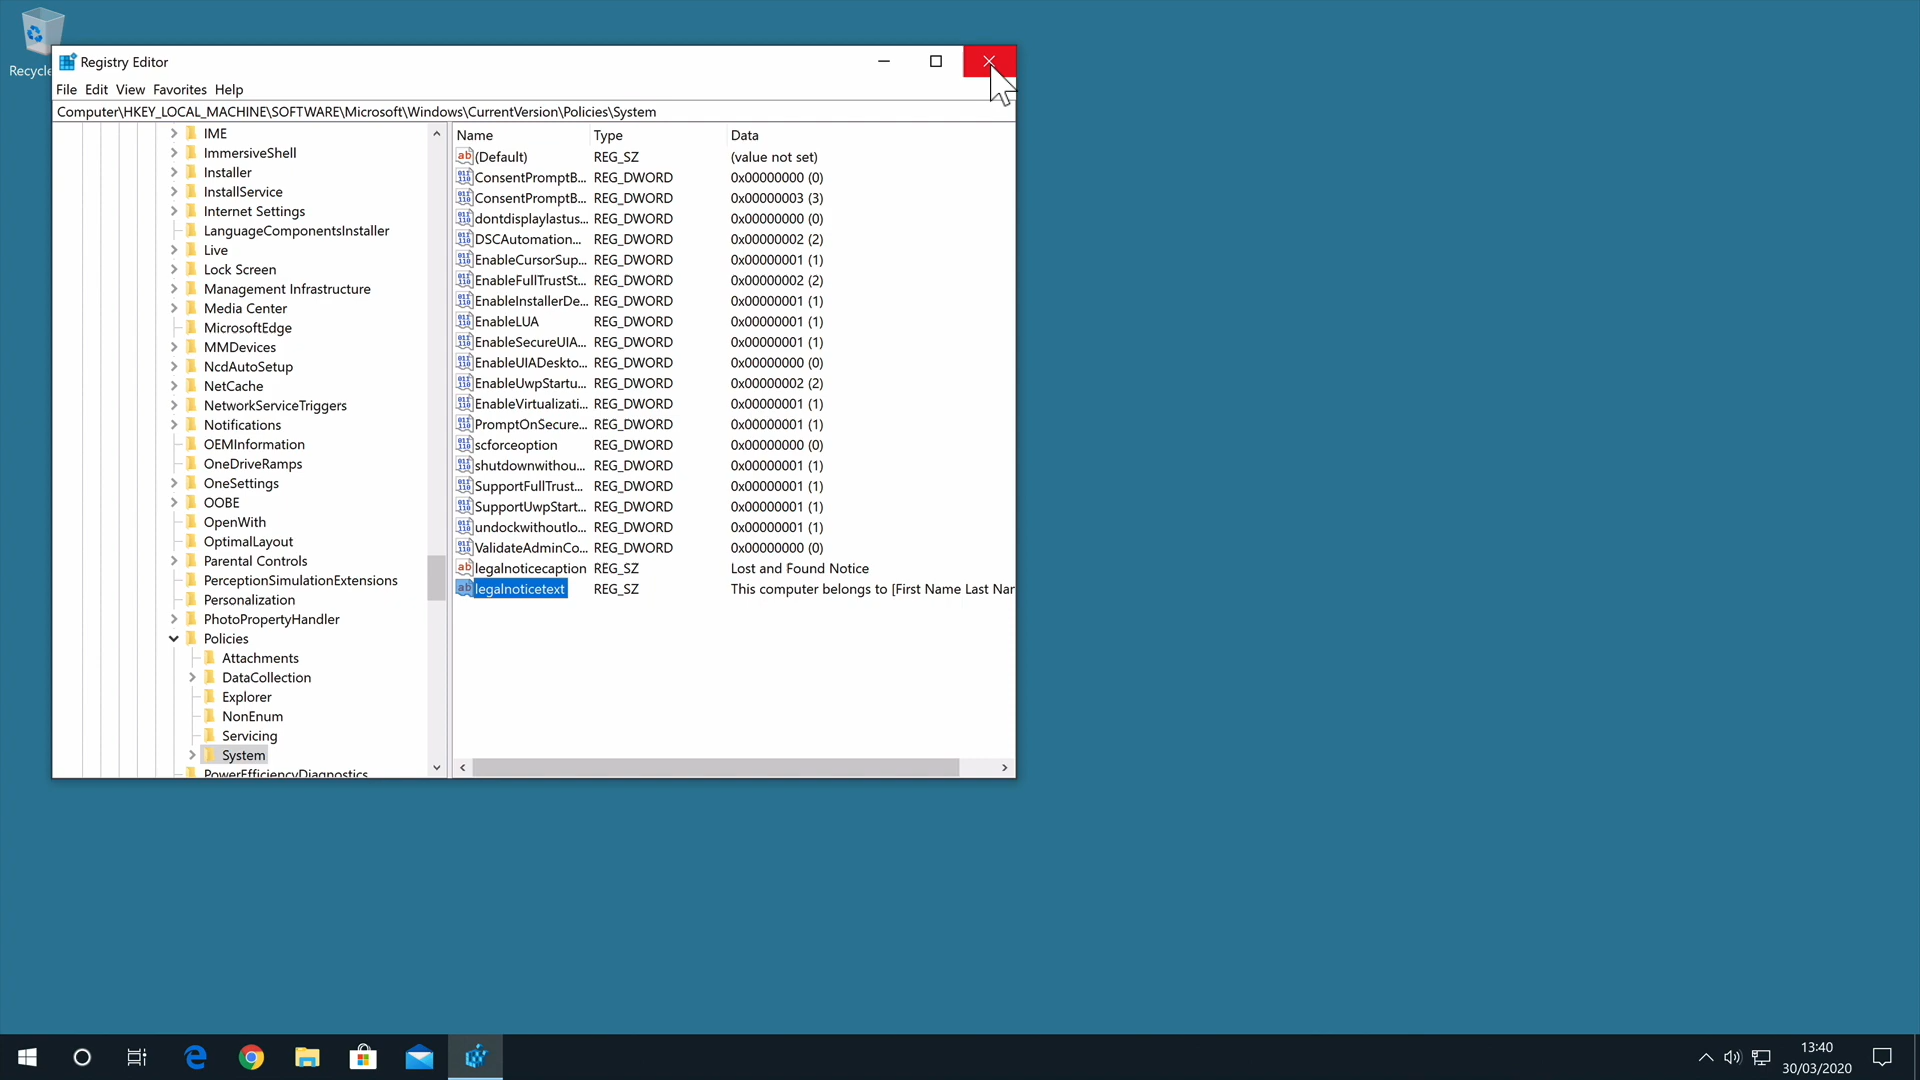 Recycle
Registry Editor
File Edit View Favorites Help
Computer\HKEY_LOCAL_MACHINE\SOFTWARE\Microsoft\Windows\CurrentVersion\Policies\System
IME
ImmersiveShell
Installer
InstallService
Internet Settings
LanguageComponentsInstaller
Live
Lock Screen
Management Infrastructure
Media Center
MicrosoftEdge
MMDevices
NcdAutoSetup
NetCache
NetworkServiceTriggers
Notifications
OEMInformation
OneDriveRamps
OneSettings
OOBE
OpenWith
OptimalLayout
Parental Controls
PerceptionSimulationExtensions
Personalization
PhotoPropertyHandler
Policies
Attachments
DataCollection
Explorer
NonEnum
Servicing
System
PowerEfficiencyDiagnostics
Name Type Data
(Default) REG_SZ (value not set)
ConsentPromptB... REG_DWORD 0x00000000 (0)
ConsentPromptB... REG_DWORD 0x00000003 (3)
dontdisplaylastus... REG_DWORD 0x00000000 (0)
DSCAutomation... REG_DWORD 0x00000002 (2)
EnableCursorSup... REG_DWORD 0x00000001 (1)
EnableFullTrustSt... REG_DWORD 0x00000002 (2)
EnableInstallerDe... REG_DWORD 0x00000001 (1)
EnableLUA REG_DWORD 0x00000001 (1)
EnableSecureUIA... REG_DWORD 0x00000001 (1)
EnableUIADeskto... REG_DWORD 0x00000000 (0)
EnableUwpStartu... REG_DWORD 0x00000002 (2)
EnableVirtualizati... REG_DWORD 0x00000001 (1)
PromptOnSecure... REG_DWORD 0x00000001 (1)
scforceoption REG_DWORD 0x00000000 (0)
shutdownwithou... REG_DWORD 0x00000001 (1)
SupportFullTrust... REG_DWORD 0x00000001 (1)
SupportUwpStart... REG_DWORD 0x00000001 (1)
undockwithoutlo... REG_DWORD 0x00000001 (1)
ValidateAdminCo... REG_DWORD 0x00000000 (0)
legalnoticecaption REG_SZ Lost and Found Notice
legalnoticetext REG_SZ This computer belongs to [First Name Last Nar
13:40
30/03/2020